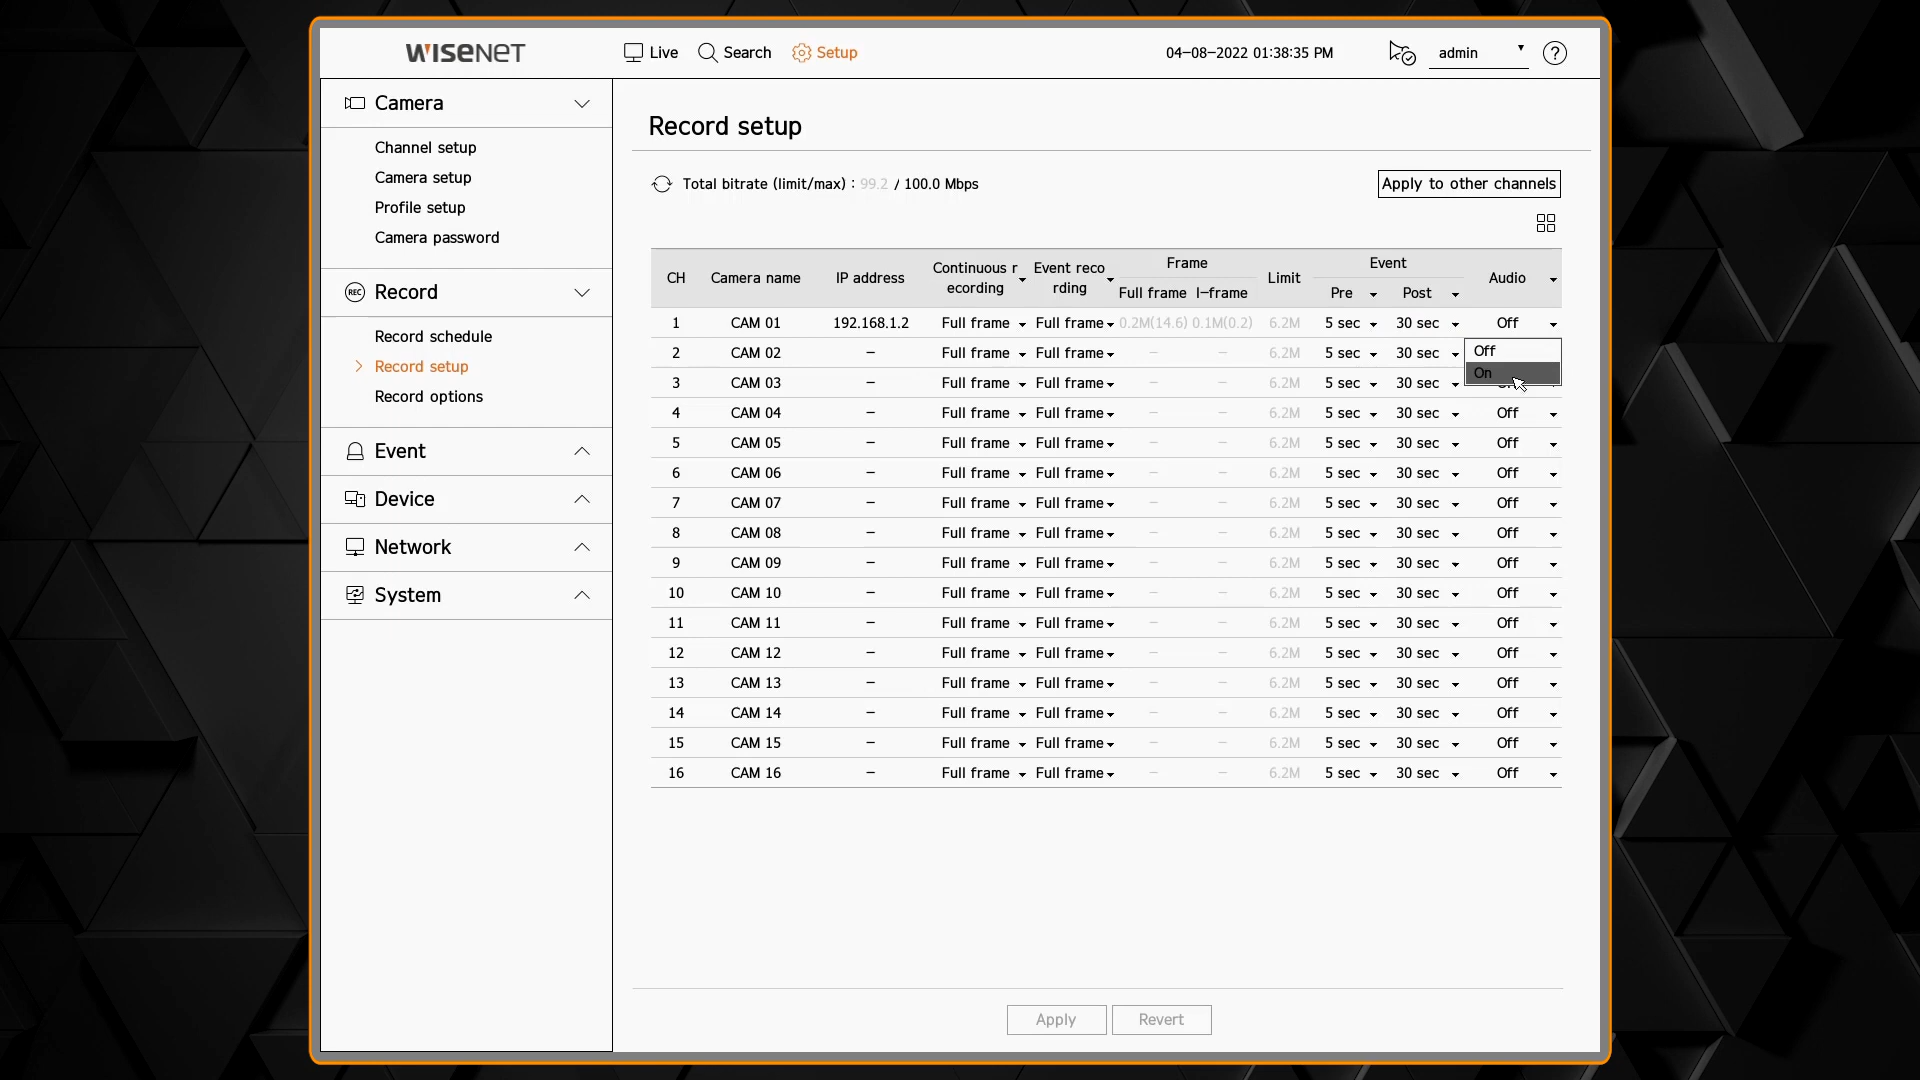 WISENET
Live
Search
Setup
04-08-2022 01:38:35 PM
admin
?
Camera
Channel setup
Camera setup
Profile setup
Camera password
REC Record
Record schedule
Record setup
Record options
Event
Device
Network
System
Record setup
Total bitrate (limit/max) : 99.2 / 100.0 Mbps
Apply to other channels
CH Camera name IP address Continuous r
ecording Event reco
rding Frame Full frame I-frame Limit Event Pre Post Audio
1 CAM 01 192.168.1.2 Full frame Full frame 0.2M(14.6) 0.1M(0.2) 6.2M 5 sec 30 sec Off
2 CAM 02 - Full frame Full frame - - 6.2M 5 sec 30 sec
Off
On
3 CAM 03 - Full frame Full frame - - 6.2M 5 sec 30 sec
4 CAM 04 - Full frame Full frame - - 6.2M 5 sec 30 sec Off
5 CAM 05 - Full frame Full frame - - 6.2M 5 sec 30 sec Off
6 CAM 06 - Full frame Full frame - - 6.2M 5 sec 30 sec Off
7 CAM 07 - Full frame Full frame - - 6.2M 5 sec 30 sec Off
8 CAM 08 - Full frame Full frame - - 6.2M 5 sec 30 sec Off
9 CAM 09 - Full frame Full frame - - 6.2M 5 sec 30 sec Off
10 CAM 10 - Full frame Full frame - - 6.2M 5 sec 30 sec Off
11 CAM 11 - Full frame Full frame - - 6.2M 5 sec 30 sec Off
12 CAM 12 - Full frame Full frame - - 6.2M 5 sec 30 sec Off
13 CAM 13 - Full frame Full frame - - 6.2M 5 sec 30 sec Off
14 CAM 14 - Full frame Full frame - - 6.2M 5 sec 30 sec Off
15 CAM 15 - Full frame Full frame - - 6.2M 5 sec 30 sec Off
16 CAM 16 - Full frame Full frame - - 6.2M 5 sec 30 sec Off
Apply
Revert